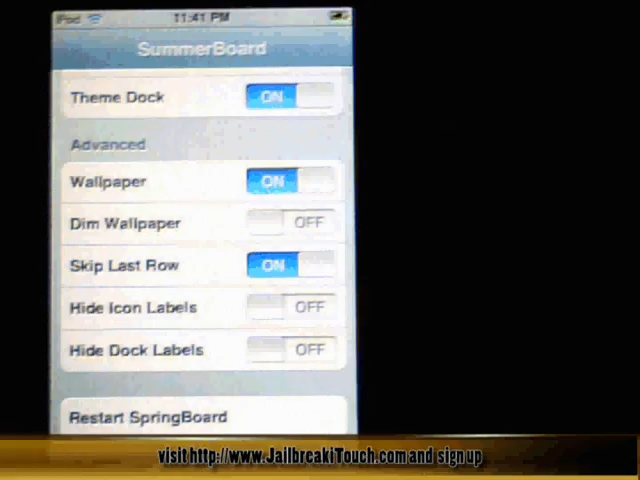 iPod 11:41 PM
SummerBoard
Theme Dock ON
Advanced
Wallpaper ON
Dim Wallpaper OFF
Skip Last Row ON
Hide Icon Labels OFF
Hide Dock Labels OFF
Restart SpringBoard
visit http://www.JailbreakiTouch.com and sign up